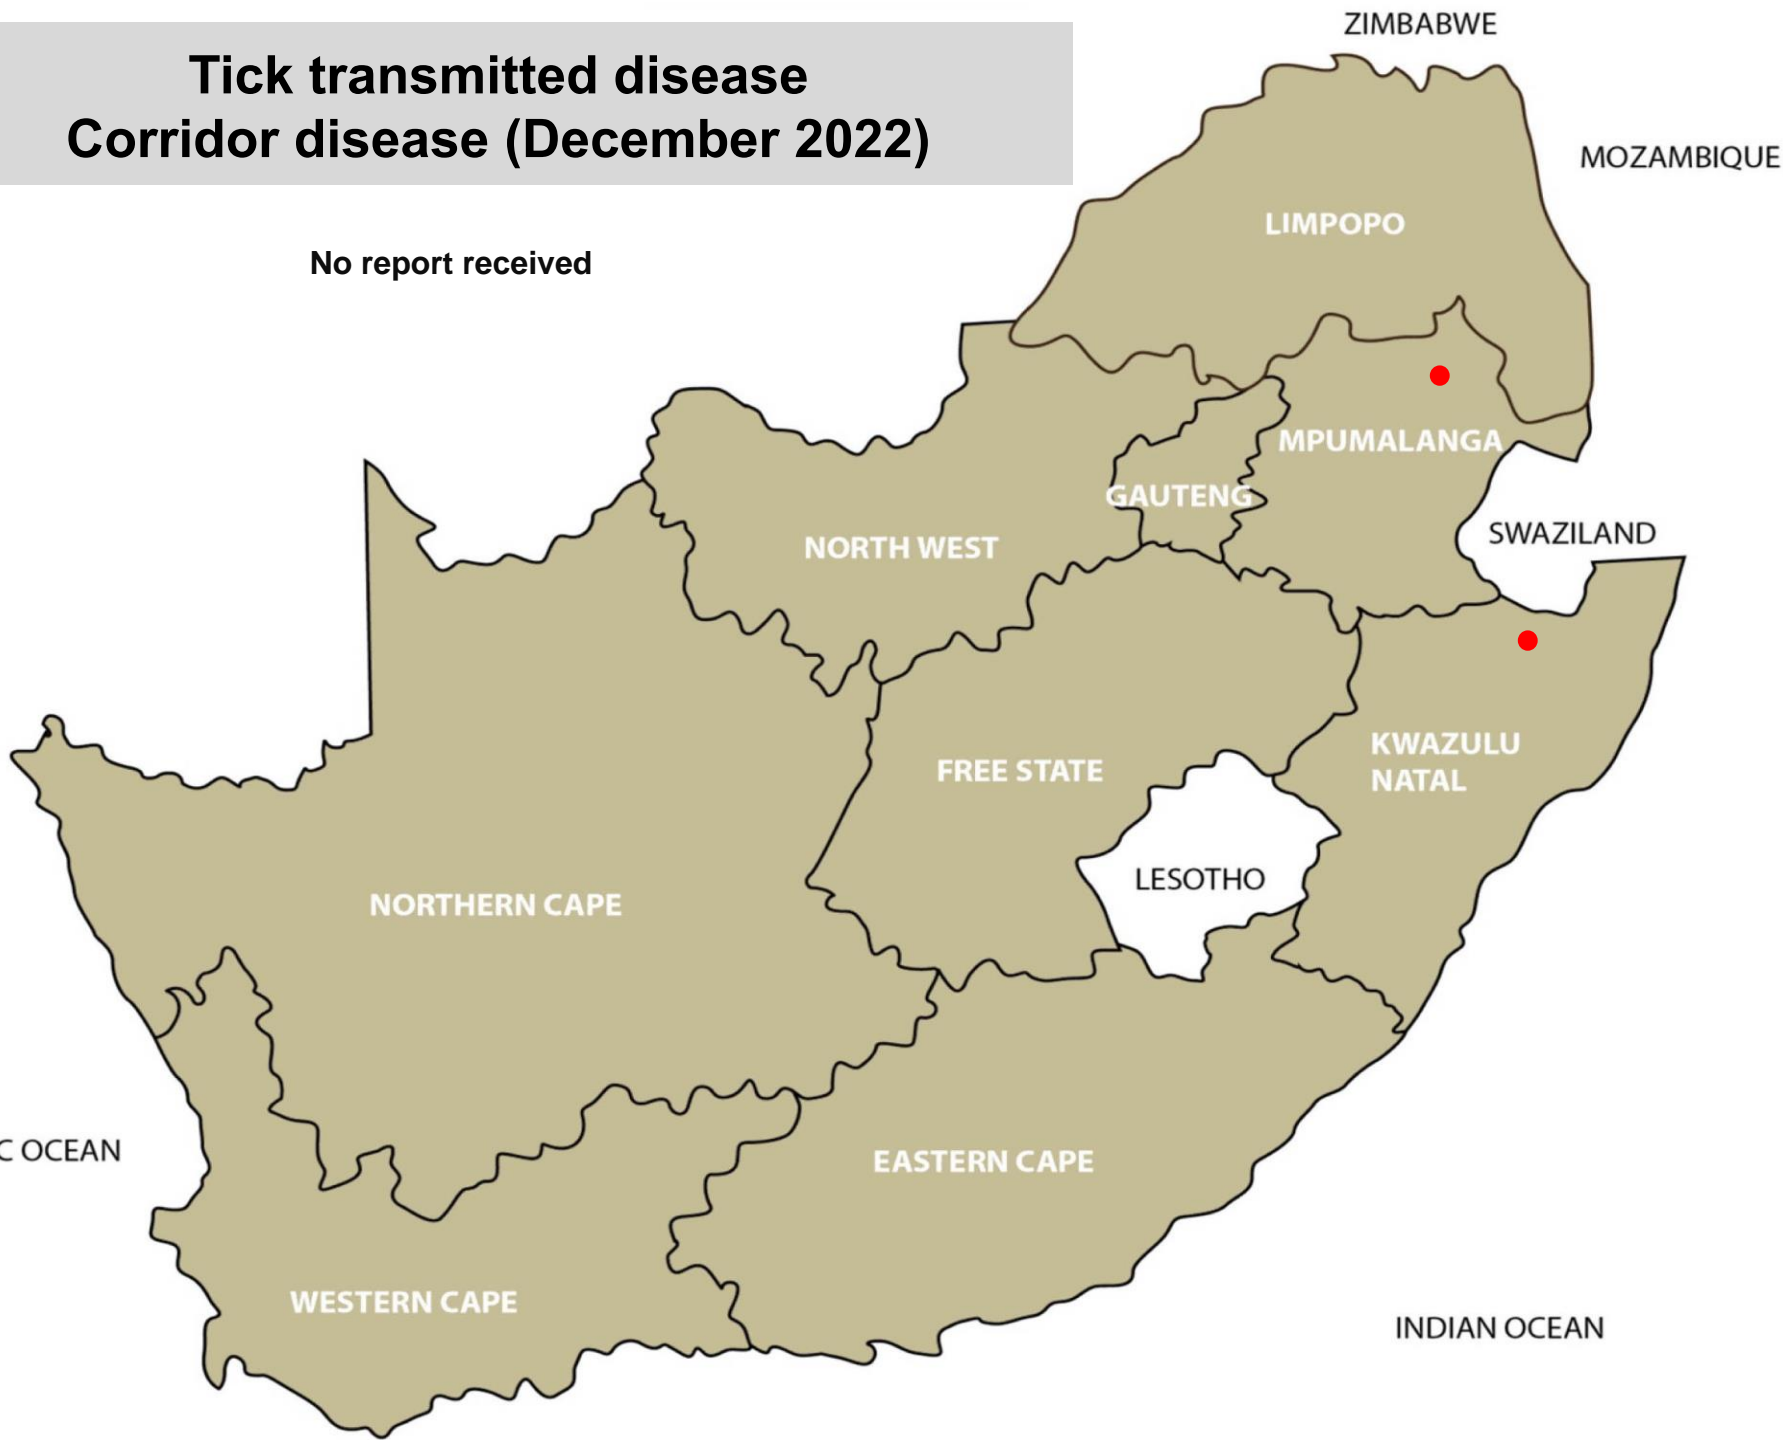 Tick transmitted disease
Corridor disease (December 2022)
No report received
ZIMBABWE
MOZAMBIQUE
LIMPOPO
MPUMALANGA
GAUTENG
SWAZILAND
NORTH WEST
KWAZULU
NATAL
FREE STATE
LESOTHO
NORTHERN CAPE
C OCEAN
EASTERN CAPE
WESTERN CAPE
INDIAN OCEAN